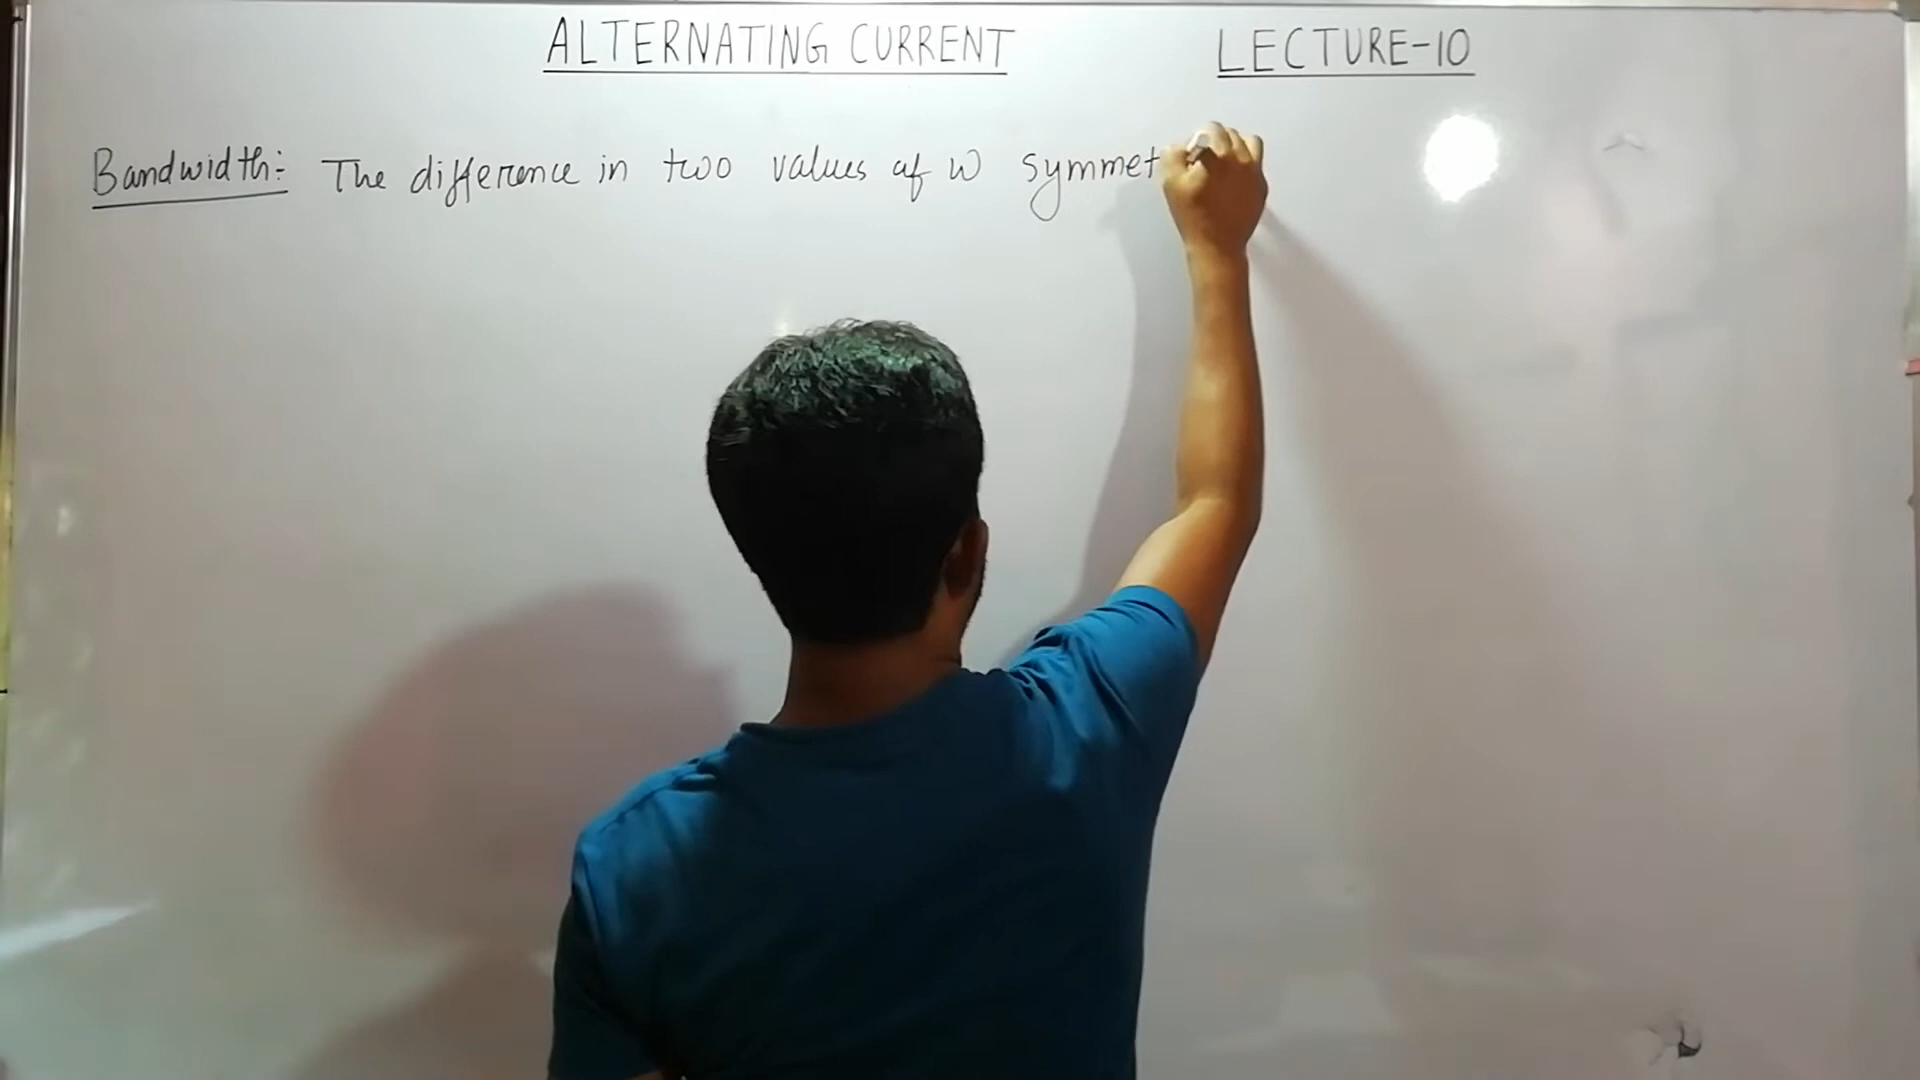 ALTERNATING CURRENT LECTURE-10
Bandwidth:- The difference in two values of ω symmet